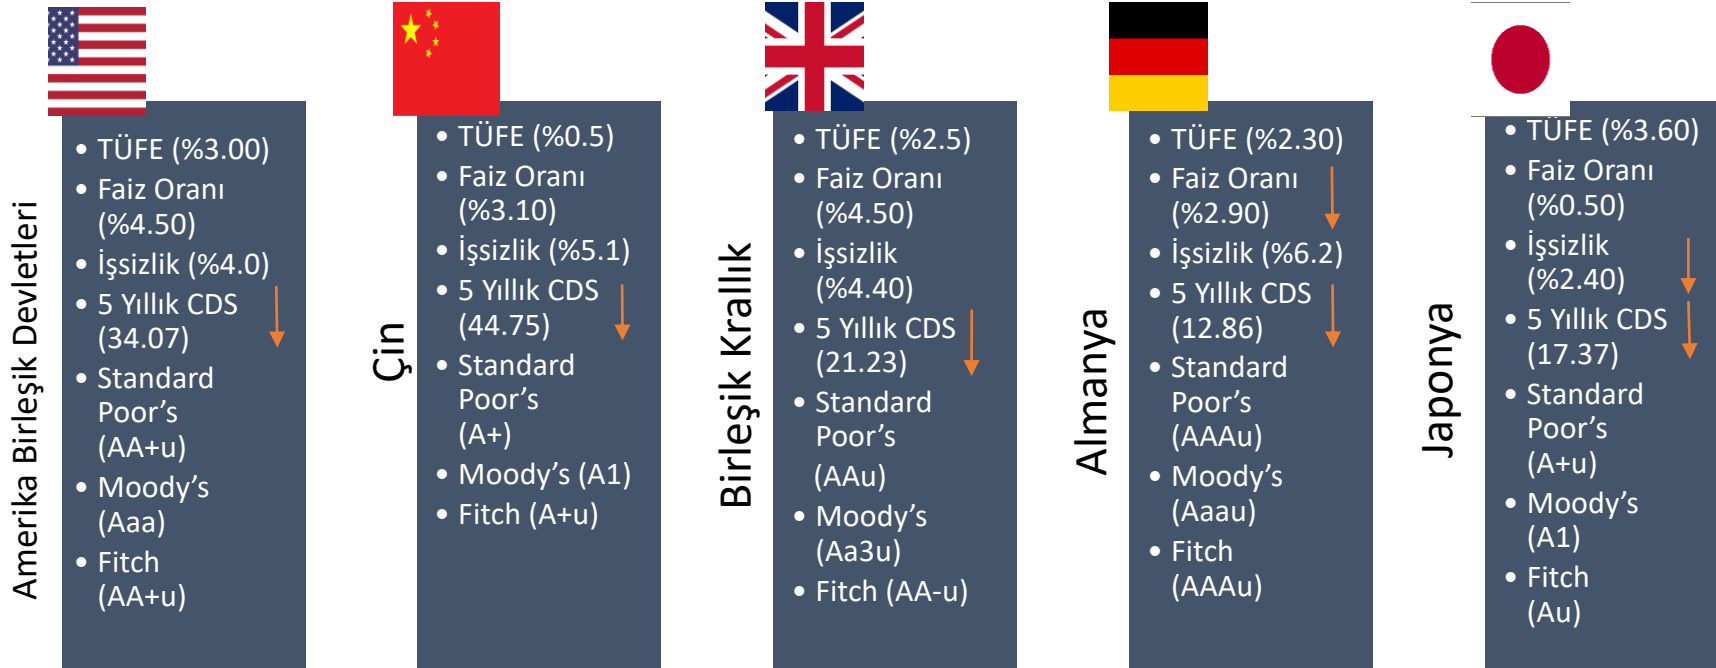 Amerika Birleşik Devletleri
• TÜFE (%3.00)
• Faiz Oranı
(%4.50)
• İşsizlik (%4.0)
• 5 Yıllık CDS
(34.07)
• Standard
Poor’s
(AA+u)
• Moody’s
(Aaa)
• Fitch
(AA+u)
Çin
• TÜFE (%0.5)
• Faiz Oranı
(%3.10)
• İşsizlik (%5.1)
• 5 Yıllık CDS
(44.75)
• Standard
Poor’s
(A+)
• Moody’s (A1)
• Fitch (A+u)
Birleşik Krallık
• TÜFE (%2.5)
• Faiz Oranı
(%4.50)
• İşsizlik
(%4.40)
• 5 Yıllık CDS
(21.23)
• Standard
Poor’s
(AAu)
• Moody’s
(Aa3u)
• Fitch (AA-u)
Almanya
• TÜFE (%2.30)
• Faiz Oranı
(%2.90)
• İşsizlik (%6.2)
• 5 Yıllık CDS
(12.86)
• Standard
Poor’s
(AAAu)
• Moody’s
(Aaau)
• Fitch
(AAAu)
Japonya
• TÜFE (%3.60)
• Faiz Oranı
(%0.50)
• İşsizlik
(%2.40)
• 5 Yıllık CDS
(17.37)
• Standard
Poor’s
(A+u)
• Moody’s
(A1)
• Fitch
(Au)